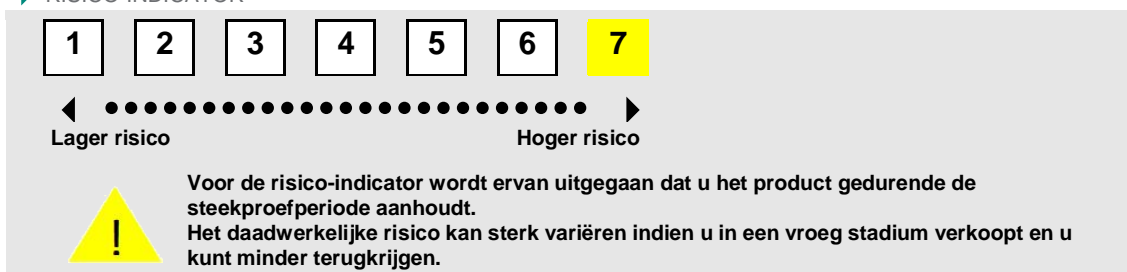 RISICO-INDICATOR
1 2 3 4 5 6 7
Lager risico Hoger risico
!
Voor de risico-indicator wordt ervan uitgegaan dat u het product gedurende de
steekproefperiode aanhoudt.
Het daadwerkelijke risico kan sterk variëren indien u in een vroeg stadium verkoopt en u
kunt minder terugkrijgen.